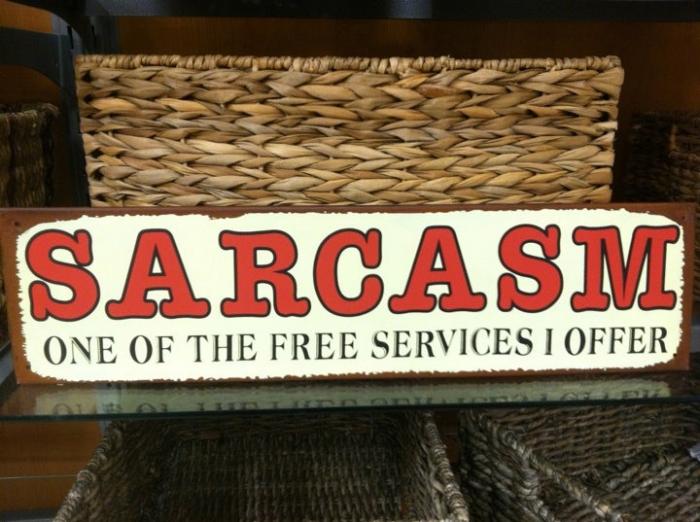 SARCASM
ONE OF THE FREE SERVICES I OFFER